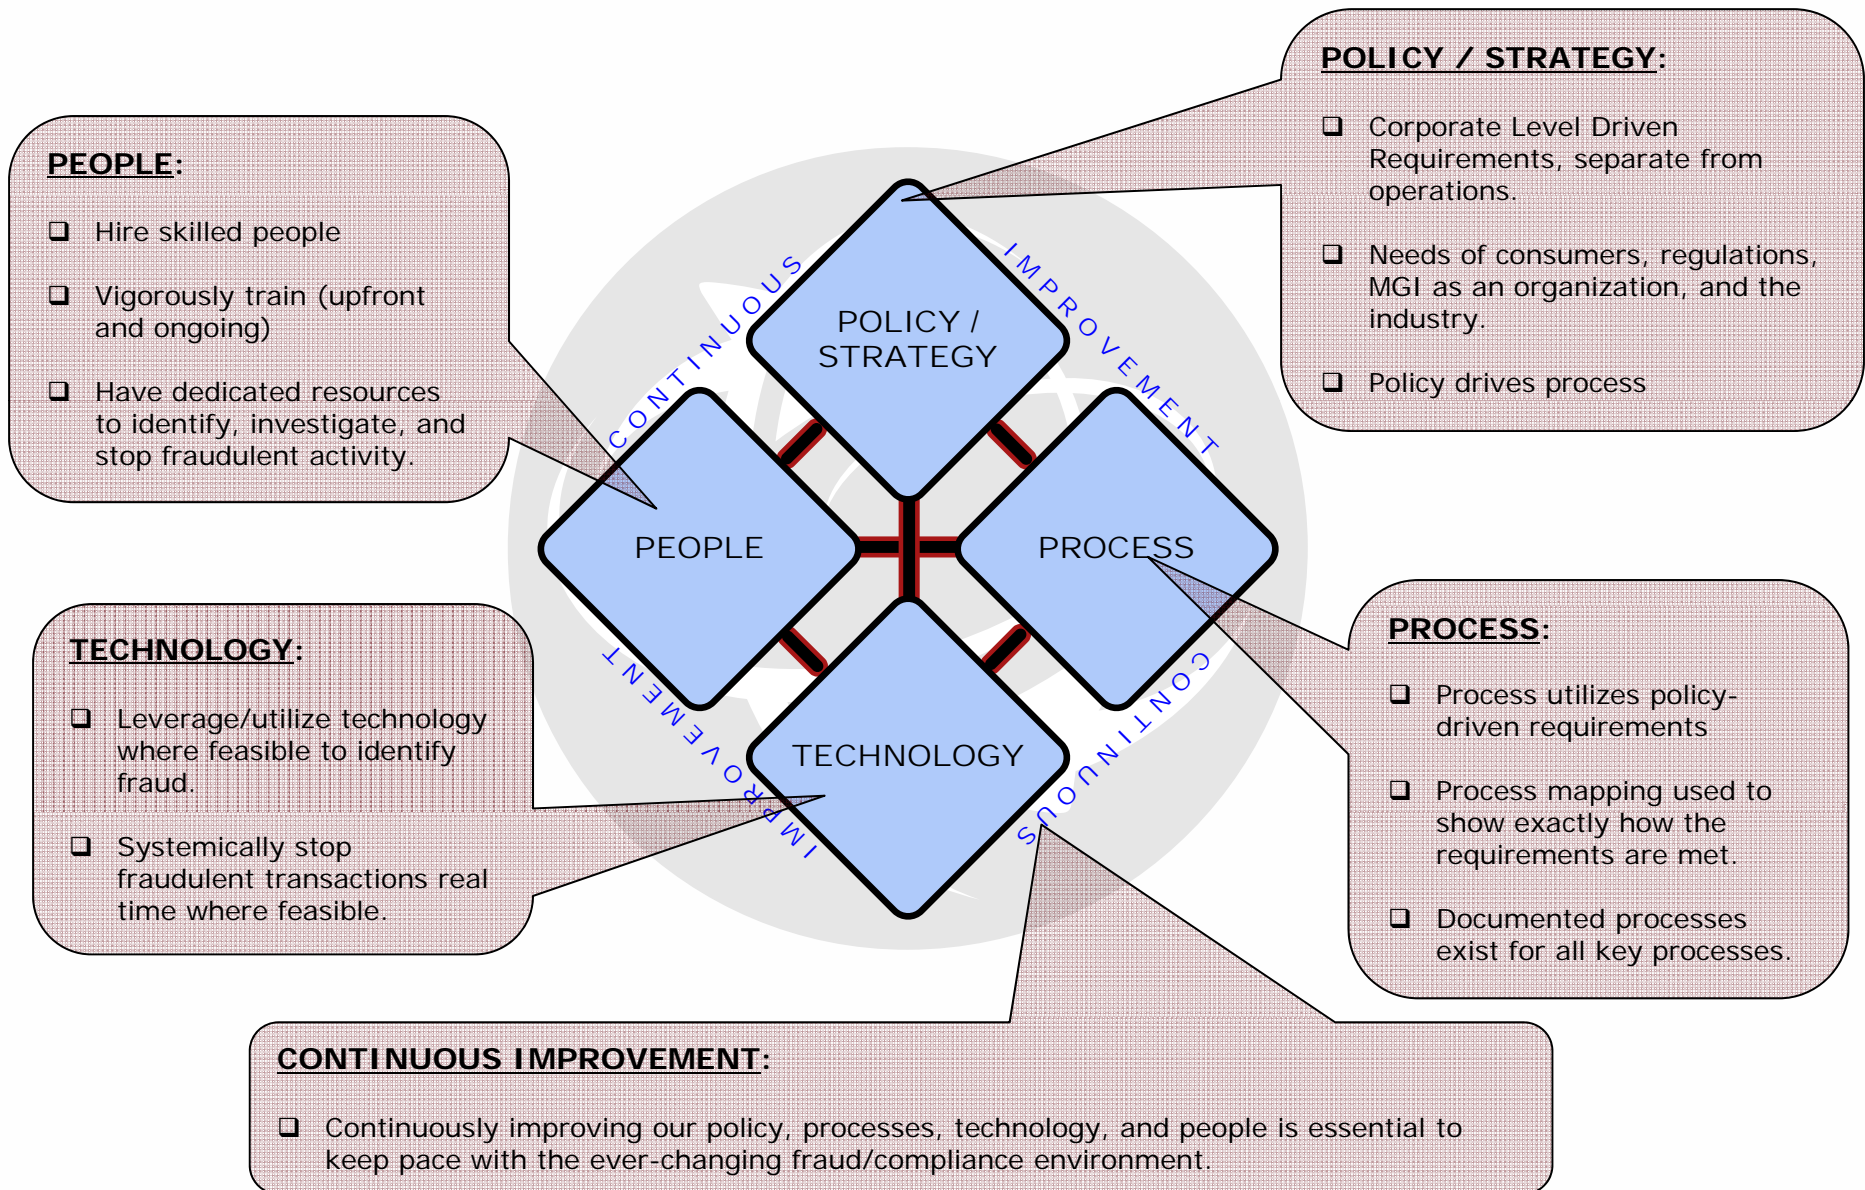 POLICY / STRATEGY:
❑ Corporate Level Driven
Requirements, separate from
operations.
❑ Needs of consumers, regulations,
MGI as an organization, and the
industry.
❑ Policy drives process
PEOPLE:
❑ Hire skilled people
❑ Vigorously train (upfront
and ongoing)
❑ Have dedicated resources
to identify, investigate, and
stop fraudulent activity.
CONTINUOUS
IMPROVEMENT
POLICY /
STRATEGY
PEOPLE
PROCESS
TECHNOLOGY
CONTINUOUS
IMPROVEMENT
TECHNOLOGY:
❑ Leverage/utilize technology
where feasible to identify
fraud.
❑ Systemically stop
fraudulent transactions real
time where feasible.
PROCESS:
❑ Process utilizes policy-
driven requirements
❑ Process mapping used to
show exactly how the
requirements are met.
❑ Documented processes
exist for all key processes.
CONTINUOUS IMPROVEMENT:
❑ Continuously improving our policy, processes, technology, and people is essential to
keep pace with the ever-changing fraud/compliance environment.